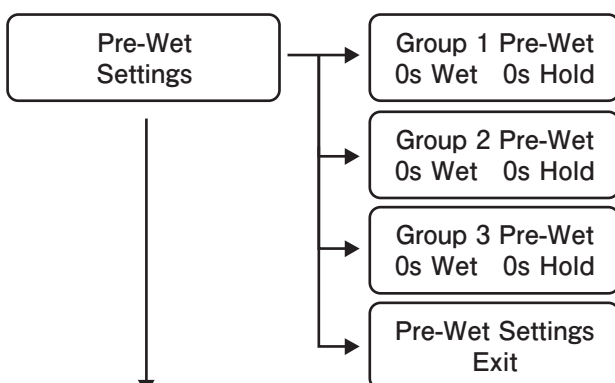 Pre-Wet
Settings
Group 1 Pre-Wet
0s Wet 0s Hold
Group 2 Pre-Wet
0s Wet 0s Hold
Group 3 Pre-Wet
0s Wet 0s Hold
Pre-Wet Settings
Exit